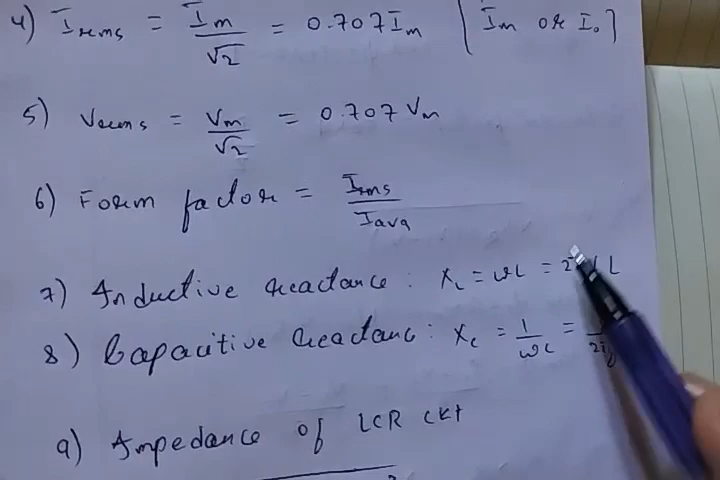 4) Irms = Im/√2 = 0.707 Im [Im or I₀]
5) Vrms = Vm/√2 = 0.707 Vm
6) Form factor = Irms/Iavg
7) Inductive reactance : XL = ωL = 2 L
8) Capacitive reactanc : Xc = 1/ωC =
9) Impedance of LCR CKt